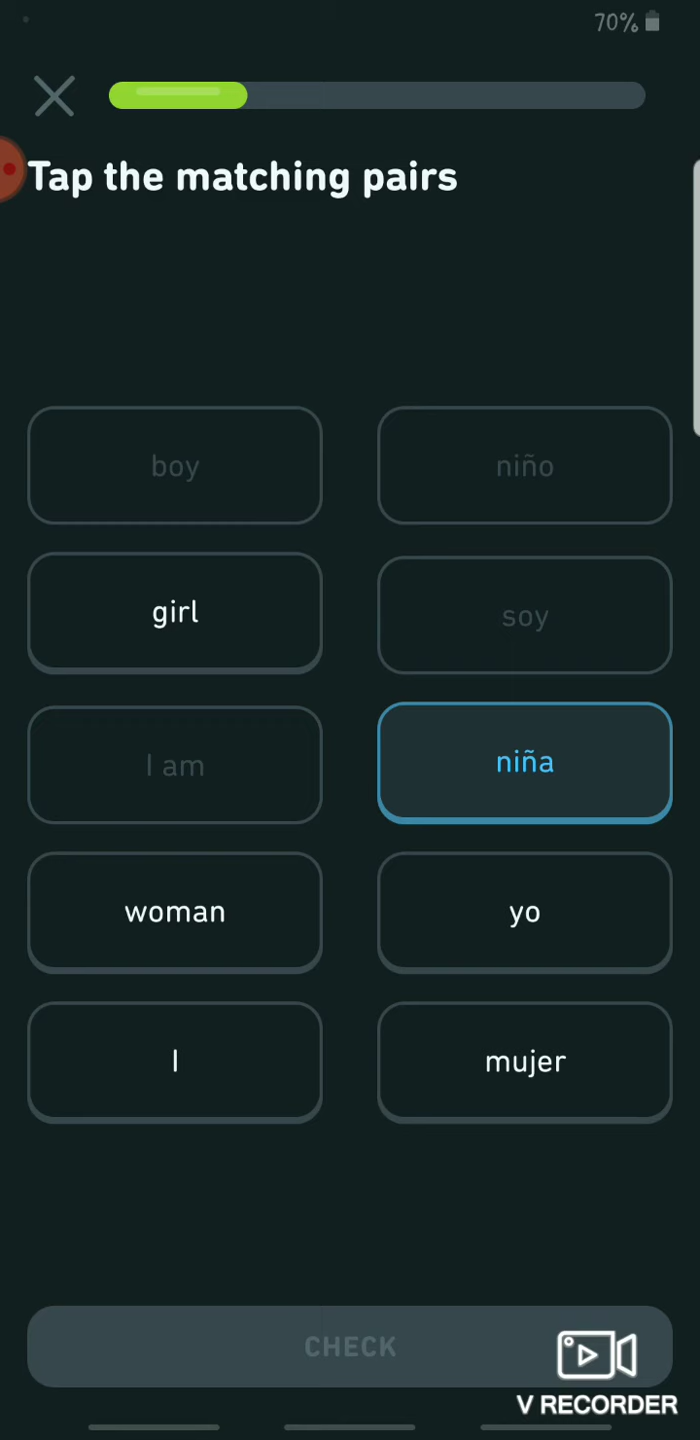 70%
Tap the matching pairs
boy niño
girl soy
I am niña
woman yo
I mujer
CHECK
V RECORDER